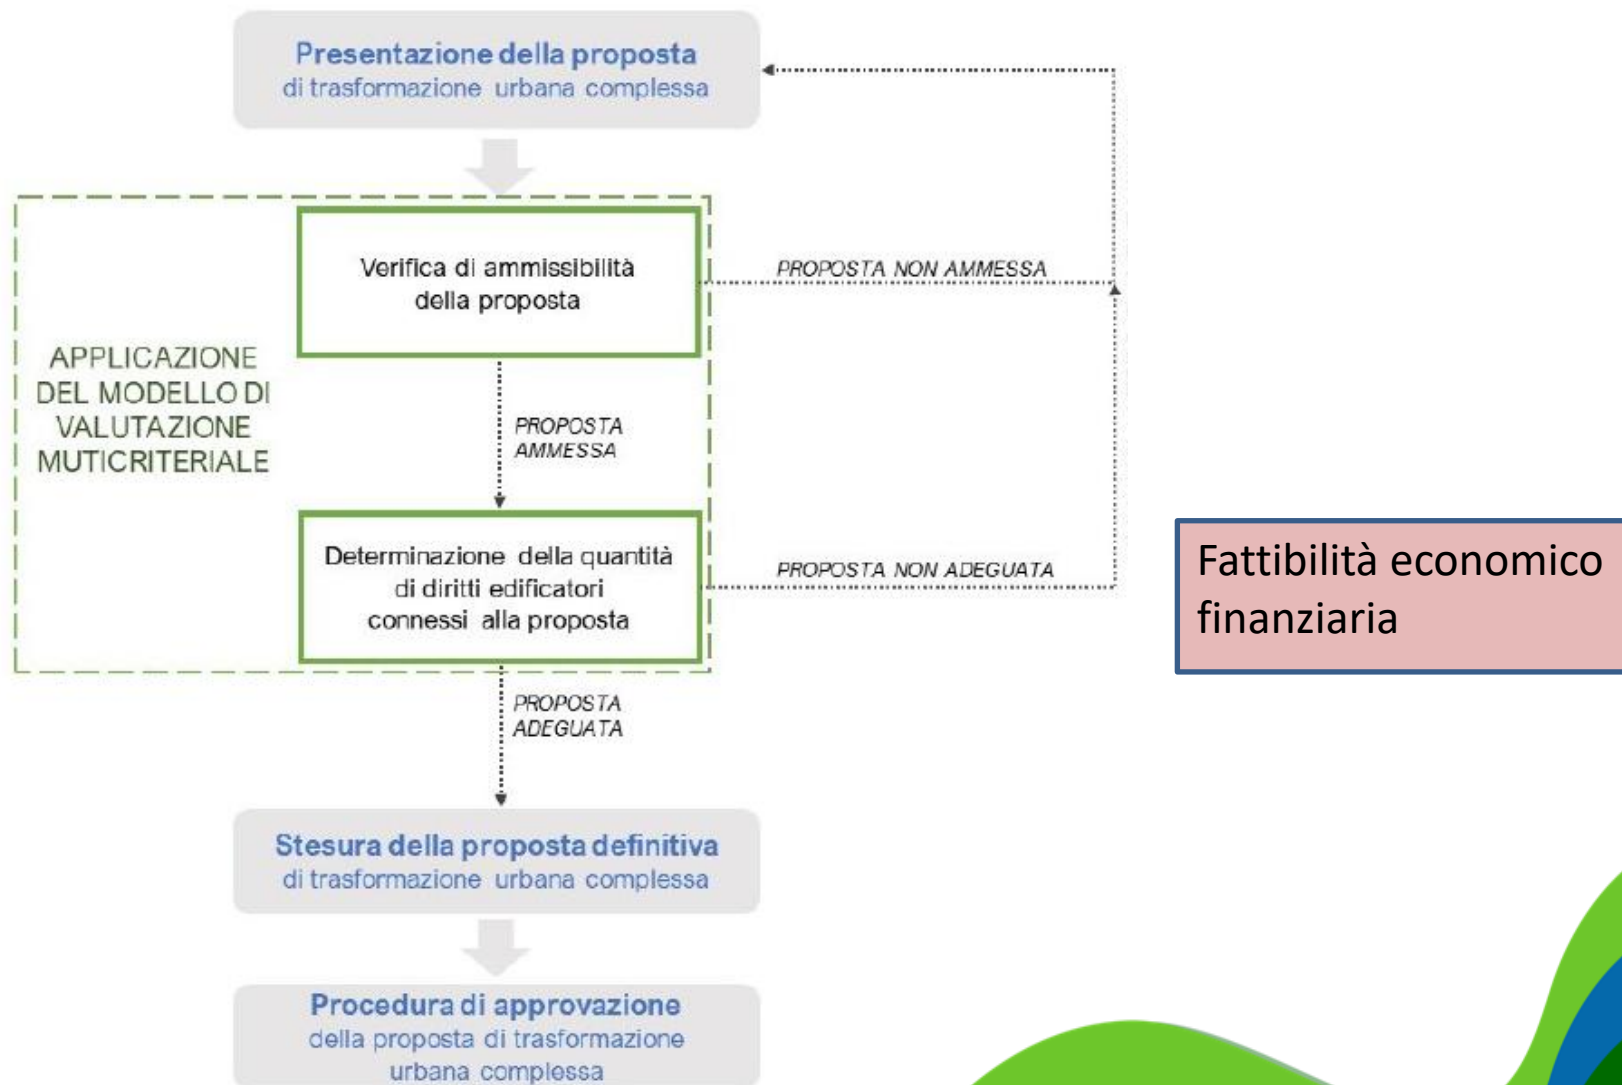 Presentazione della proposta
di trasformazione urbana complessa
Verifica di ammissibilità
della proposta
PROPOSTA NON AMMESSA
APPLICAZIONE
DEL MODELLO DI
VALUTAZIONE
MUTICRITERIALE
PROPOSTA
AMMESSA
Determinazione della quantità
di diritti edificatori
connessi alla proposta
PROPOSTA NON ADEGUATA
Fattibilità economico
finanziaria
PROPOSTA
ADEGUATA
Stesura della proposta definitiva
di trasformazione urbana complessa
Procedura di approvazione
della proposta di trasformazione
urbana complessa